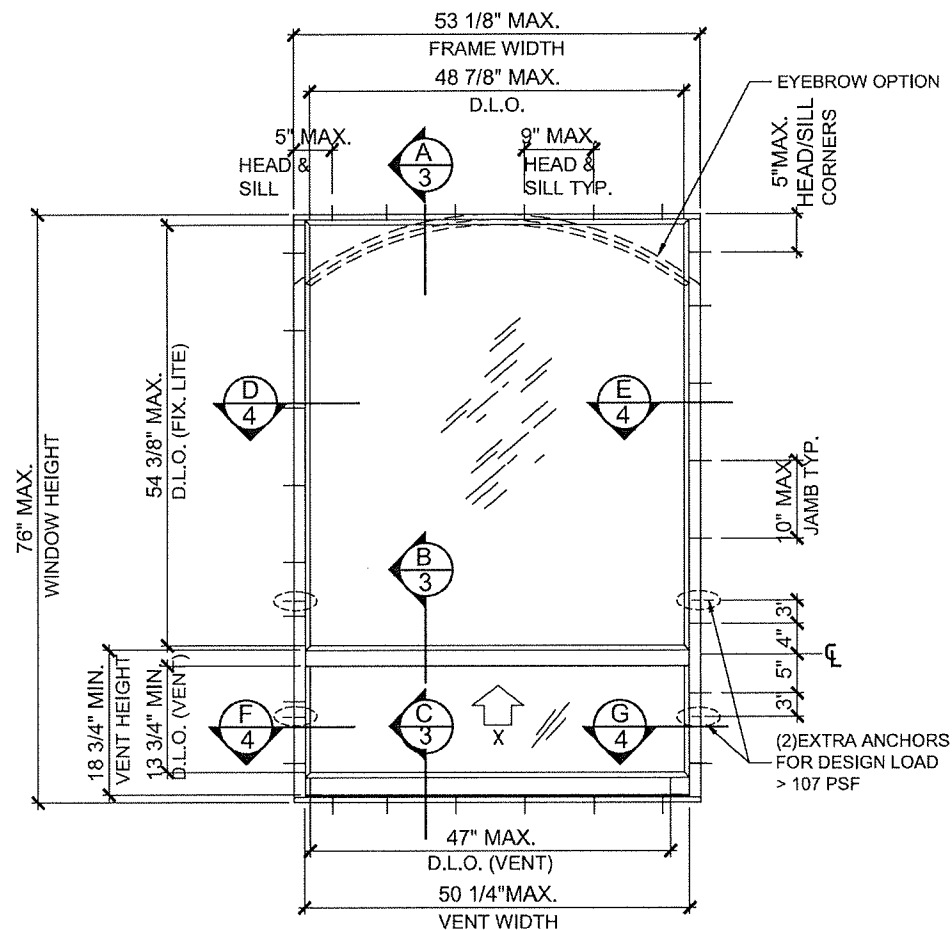 53 1/8" MAX.
FRAME WIDTH
48 7/8" MAX.
D.L.O.
EYEBROW OPTION
5" MAX.
HEAD &
SILL
A
3
9" MAX.
HEAD &
SILL TYP.
5"MAX.
HEAD/SILL
CORNERS
76" MAX.
WINDOW HEIGHT
54 3/8" MAX.
D.L.O. (FIX. LITE)
D
4
E
4
10" MAX.
JAMB TYP.
B
3
3"
4"
CL
5"
3"
18 3/4" MIN.
VENT HEIGHT
13 3/4" MIN.
D.L.O. (VENT)
F
4
C
3
X
G
4
(2)EXTRA ANCHORS
FOR DESIGN LOAD
> 107 PSF
47" MAX.
D.L.O. (VENT)
50 1/4"MAX.
VENT WIDTH